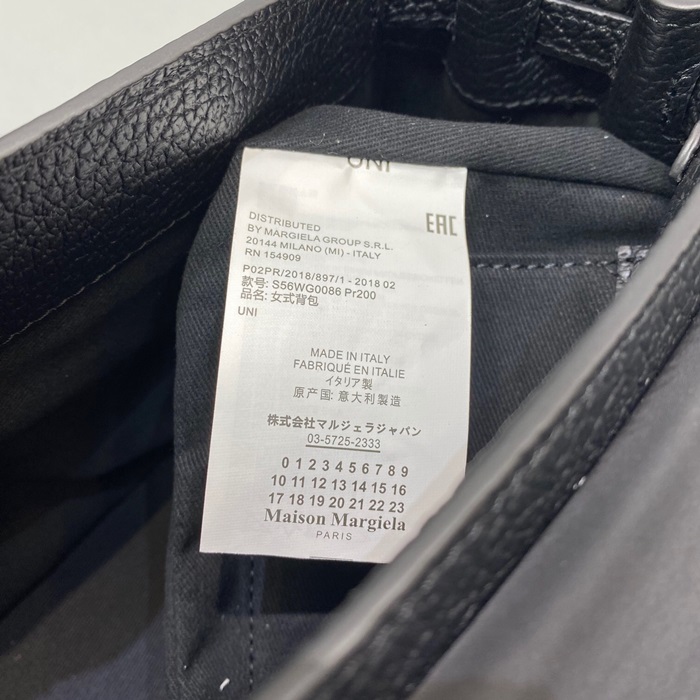 UNI
DISTRIBUTED
BY MARGIELA GROUP S.R.L.
20144 MILANO (MI) - ITALY
RN 154909
EAC
P02PR/2018/897/1 - 2018 02
款号: S56WG0086 Pr200
品名: 女式背包
UNI
MADE IN ITALY
FABRIQUÉ EN ITALIE
イタリア製
原产国: 意大利製造
株式会社マルジェラジャパン
03-5725-2333
0 1 2 3 4 5 6 7 8 9
10 11 12 13 14 15 16
17 18 19 20 21 22 23
Maison Margiela
PARIS